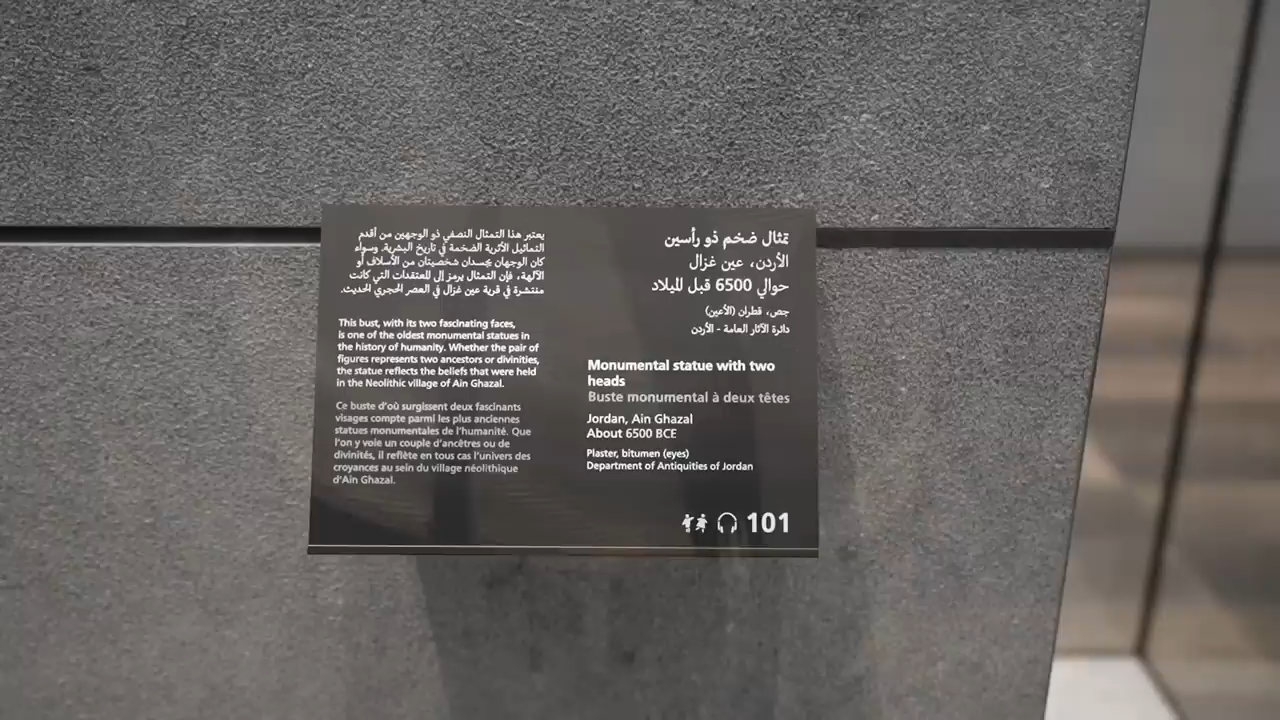 تمثال ضخم ذو رأسين
الأردن، عين غزال
حوالي 6500 قبل الميلاد
جص، قطران (الأعين)
دائرة الآثار العامة - الأردن
يعتبر هذا التمثال النصفي ذو الوجهين من أقدم
التماثيل الأثرية الضخمة في تاريخ البشرية. وسواء
كان الوجهان يجسدان شخصيتان من الأسلاف أو
الآلهة، فإن التمثال يرمز إلى المعتقدات التي كانت
منتشرة في قرية عين غزال في العصر الحجري الحديث.
This bust, with its two fascinating faces,
is one of the oldest monumental statues in
the history of humanity. Whether the pair of
figures represents two ancestors or divinities,
the statue reflects the beliefs that were held
in the Neolithic village of Ain Ghazal.
Ce buste d'où surgissent deux fascinants
visages compte parmi les plus anciennes
statues monumentales de l'humanité. Que
l'on y voie un couple d'ancêtres ou de
divinités, il reflète en tous cas l'univers des
croyances au sein du village néolithique
d'Ain Ghazal.
Monumental statue with two
heads
Buste monumental à deux têtes
Jordan, Ain Ghazal
About 6500 BCE
Plaster, bitumen (eyes)
Department of Antiquities of Jordan
101